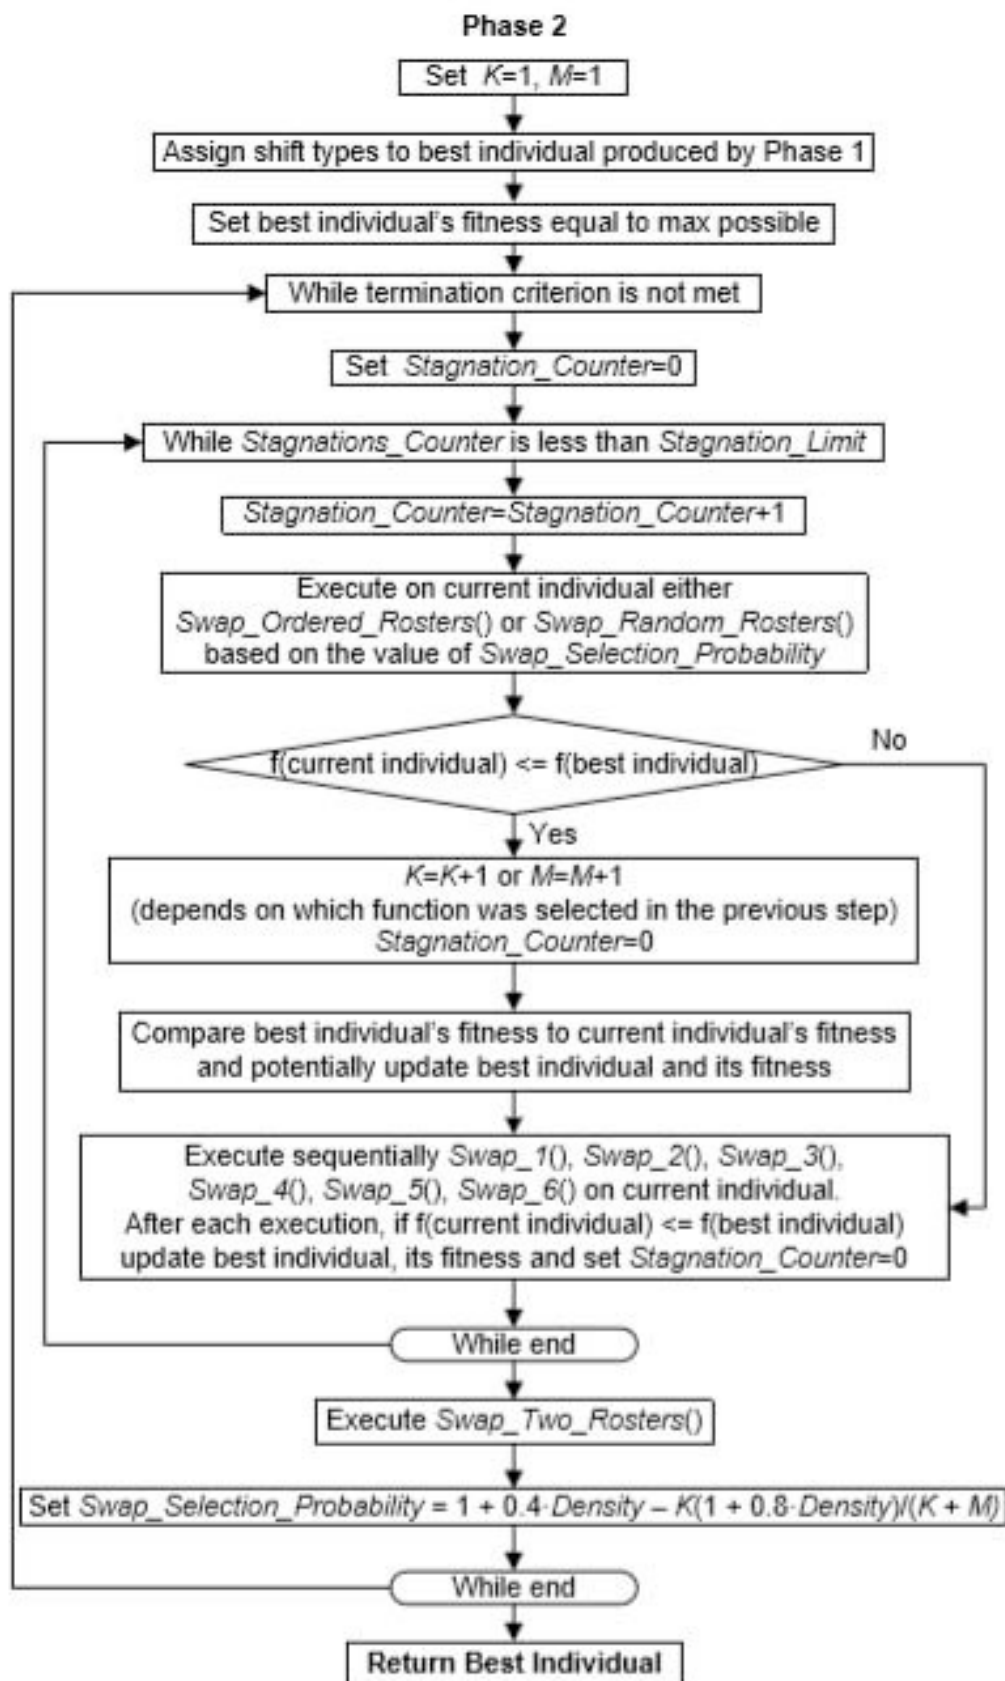 Phase 2
Set K=1, M=1
Assign shift types to best individual produced by Phase 1
Set best individual's fitness equal to max possible
While termination criterion is not met
Set Stagnation_Counter=0
While Stagnations_Counter is less than Stagnation_Limit
Stagnation_Counter=Stagnation_Counter+1
Execute on current individual either
Swap_Ordered_Rosters() or Swap_Random_Rosters()
based on the value of Swap_Selection_Probability
f(current individual) <= f(best individual)
No
Yes
K=K+1 or M=M+1
(depends on which function was selected in the previous step)
Stagnation_Counter=0
Compare best individual's fitness to current individual's fitness
and potentially update best individual and its fitness
Execute sequentially Swap_1(), Swap_2(), Swap_3(),
Swap_4(), Swap_5(), Swap_6() on current individual.
After each execution, if f(current individual) <= f(best individual)
update best individual, its fitness and set Stagnation_Counter=0
While end
Execute Swap_Two_Rosters()
Set Swap_Selection_Probability = 1 + 0.4·Density – K(1 + 0.8·Density)/(K + M)
While end
Return Best Individual